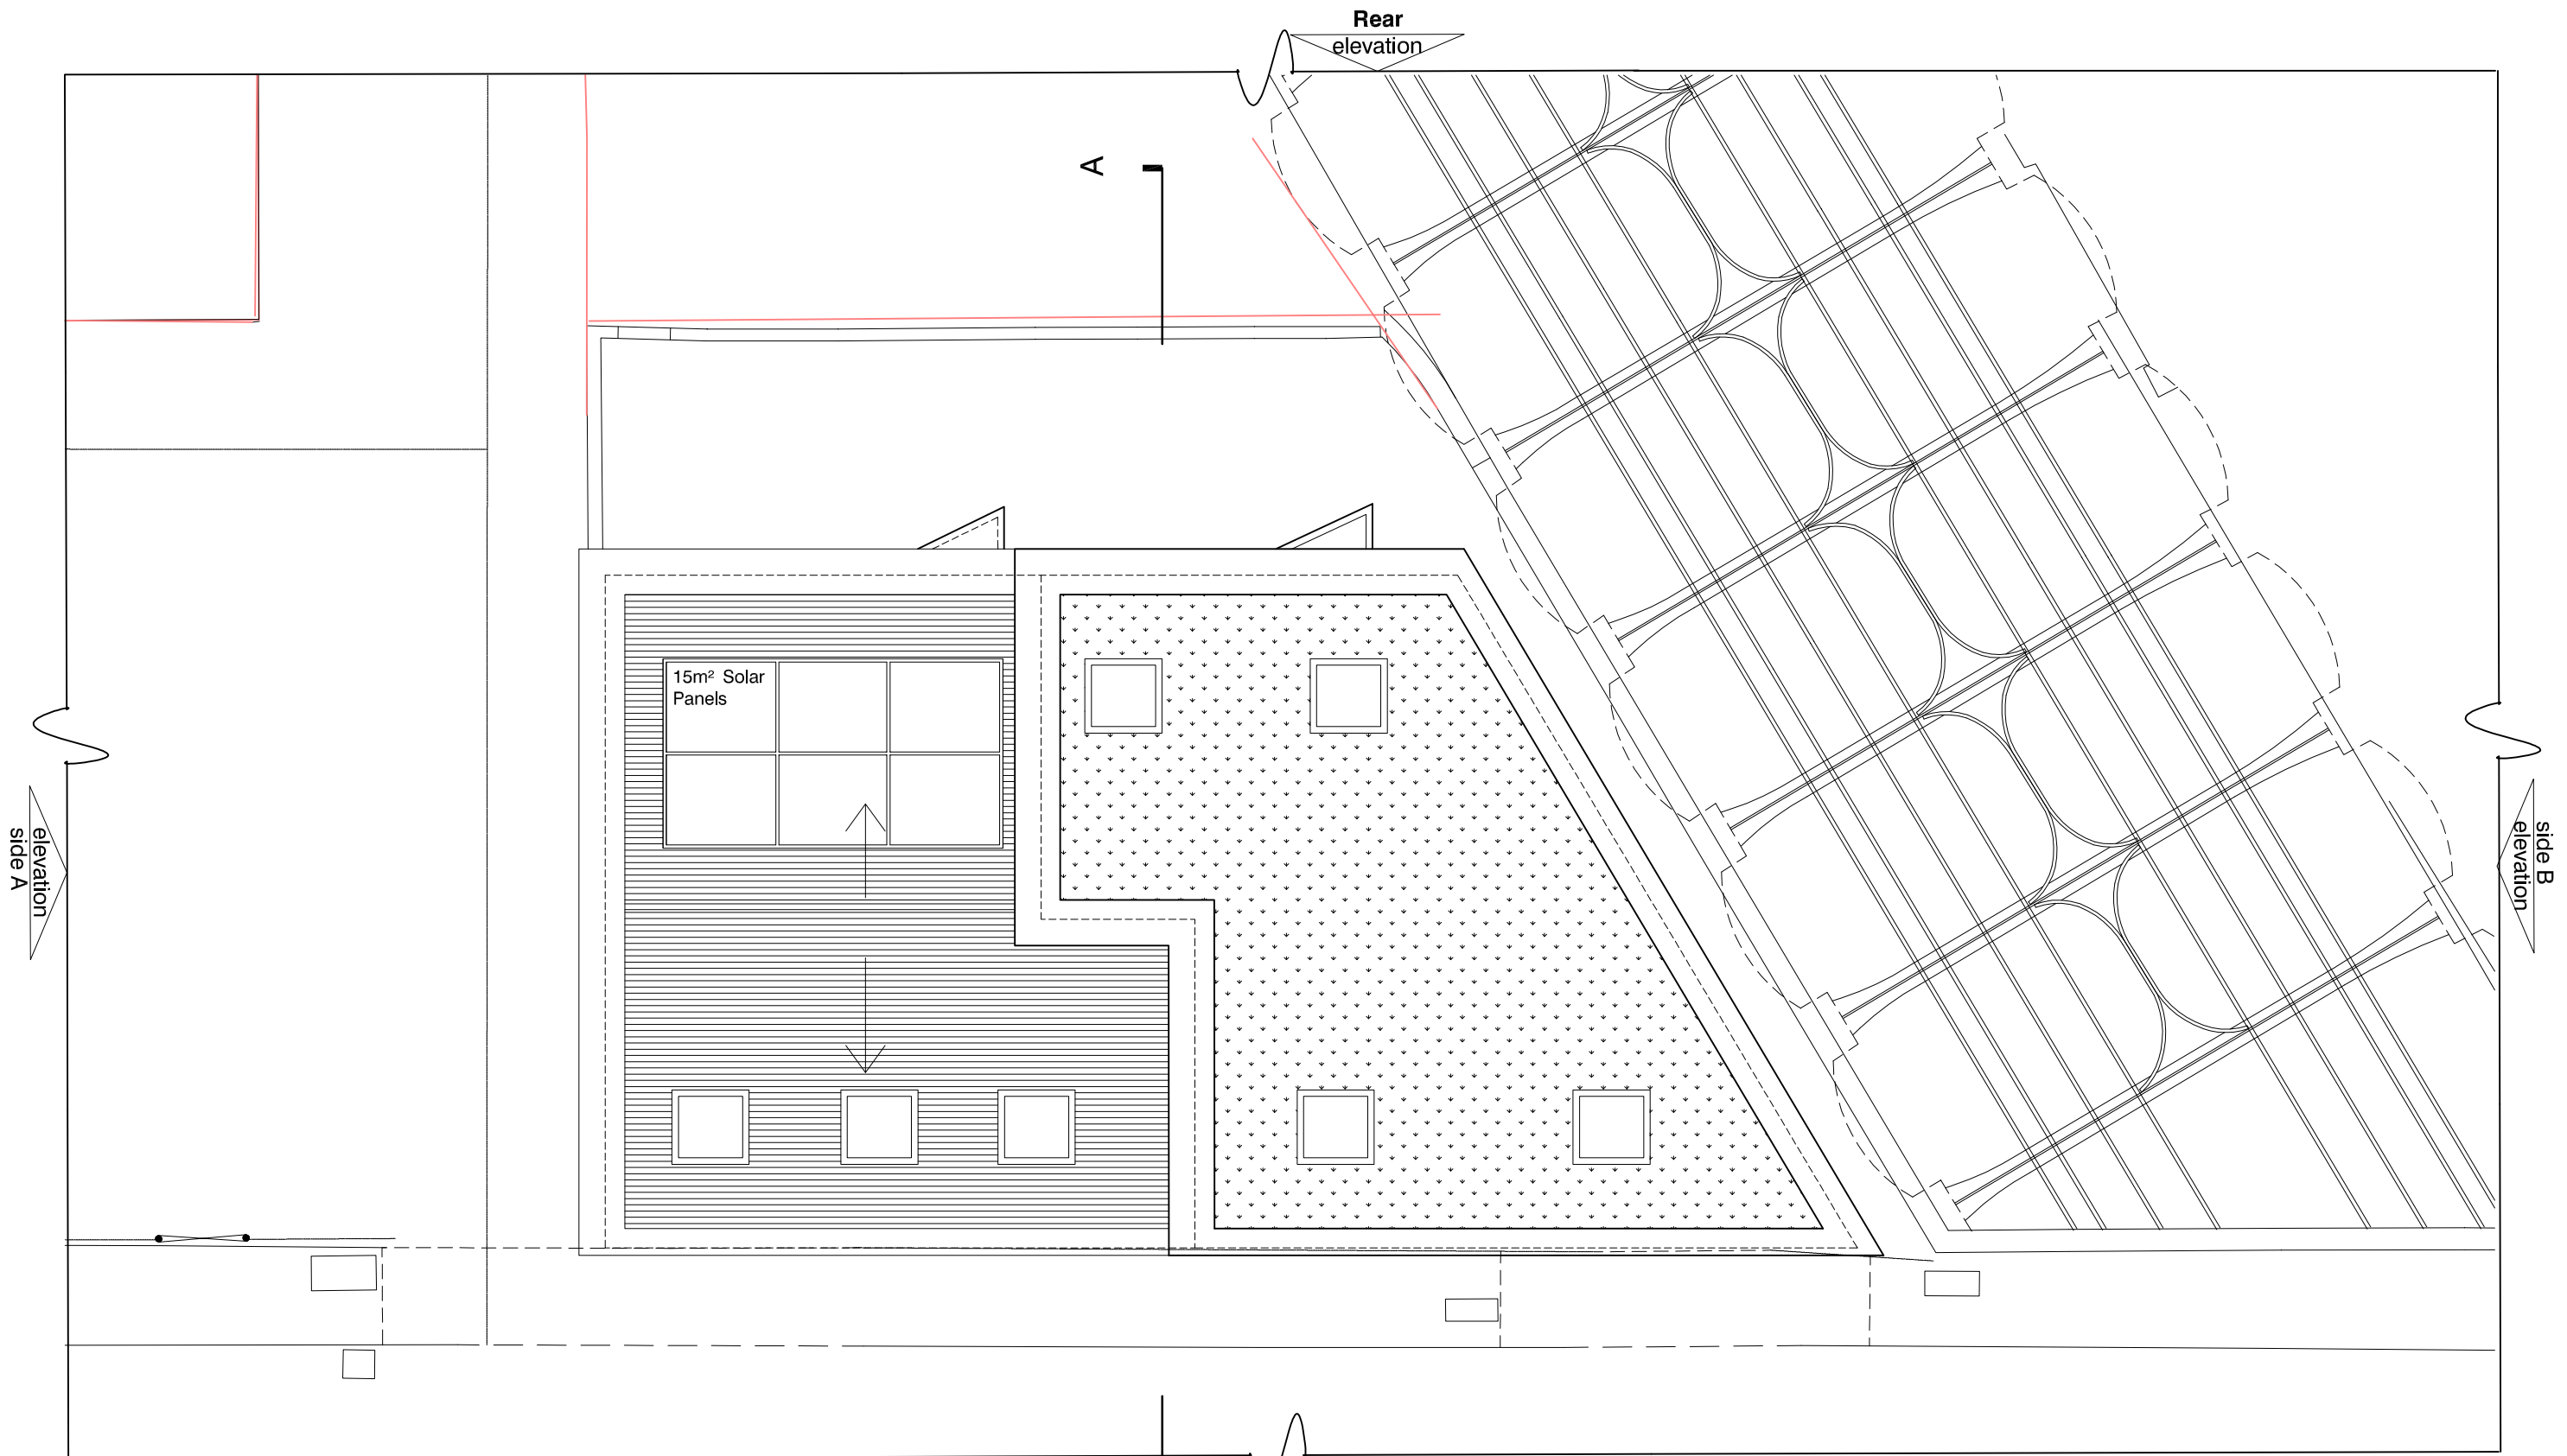 Rear
elevation
A
15m² Solar
Panels
elevation
side A
side B
elevation